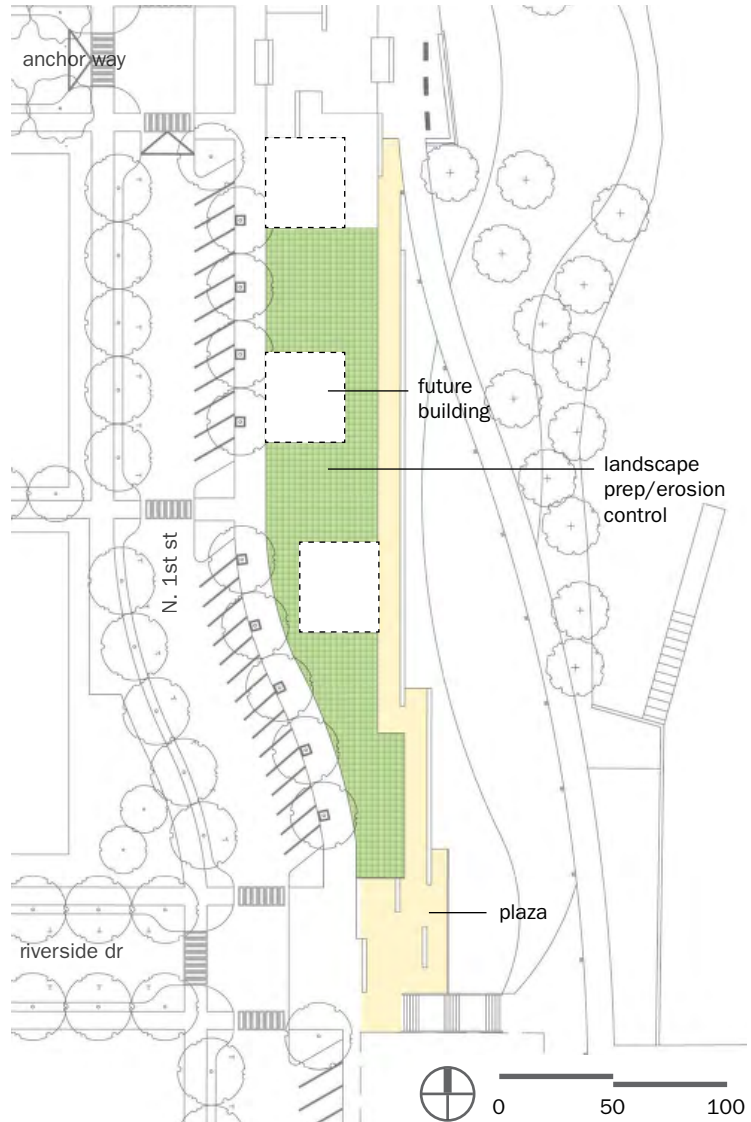 anchor way
future
building
landscape
prep/erosion
control
N. 1st st
plaza
riverside dr
0 50 100